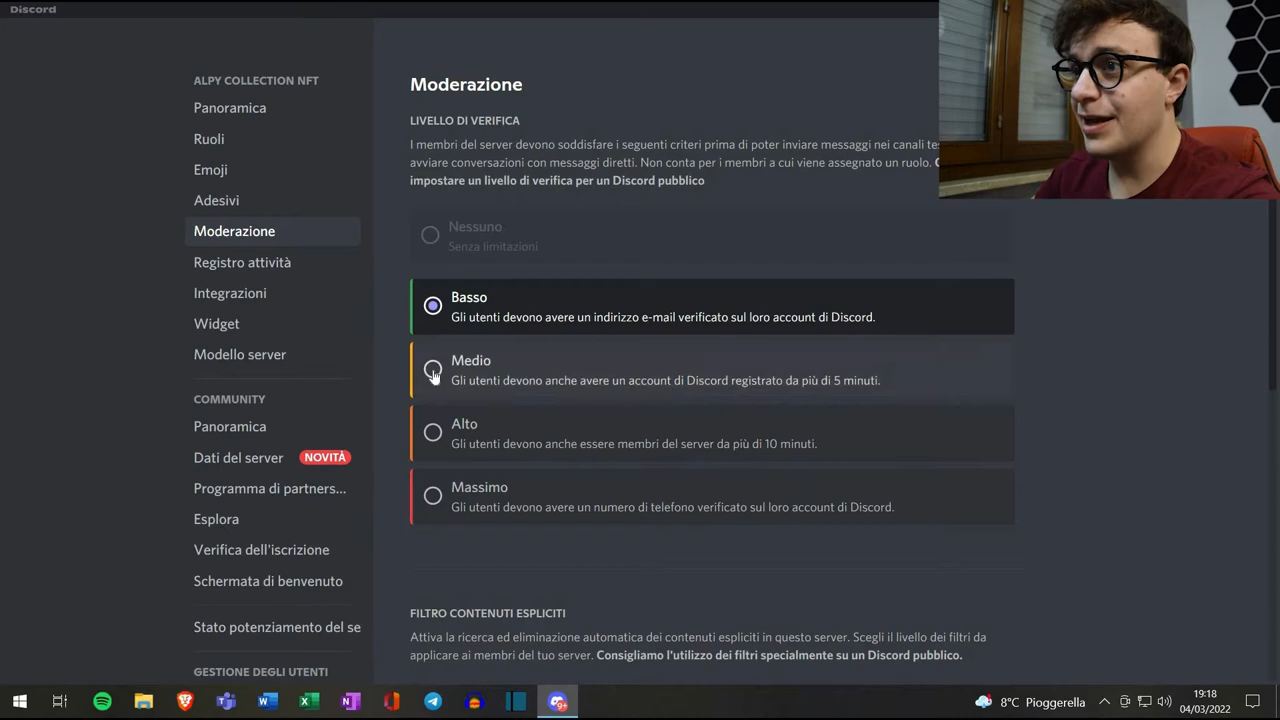 Discord
ALPY COLLECTION NFT
Panoramica
Ruoli
Emoji
Adesivi
Moderazione
Registro attività
Integrazioni
Widget
Modello server
COMMUNITY
Panoramica
Dati del server NOVITÀ
Programma di partners...
Esplora
Verifica dell'iscrizione
Schermata di benvenuto
Stato potenziamento del se
GESTIONE DEGLI UTENTI
Moderazione
LIVELLO DI VERIFICA
I membri del server devono soddisfare i seguenti criteri prima di poter inviare messaggi nei canali
avviare conversazioni con messaggi diretti. Non conta per i membri a cui viene assegnato un ruolo.
impostare un livello di verifica per un Discord pubblico
Nessuno
Senza limitazioni
Basso
Gli utenti devono avere un indirizzo e-mail verificato sul loro account di Discord.
Medio
Gli utenti devono anche avere un account di Discord registrato da più di 5 minuti.
Alto
Gli utenti devono anche essere membri del server da più di 10 minuti.
Massimo
Gli utenti devono avere un numero di telefono verificato sul loro account di Discord.
FILTRO CONTENUTI ESPLICITI
Attiva la ricerca ed eliminazione automatica dei contenuti espliciti in questo server. Scegli il livello dei filtri da
applicare ai membri del tuo server. Consigliamo l'utilizzo dei filtri specialmente su un Discord pubblico.
8°C Pioggerella
19:18
04/03/2022